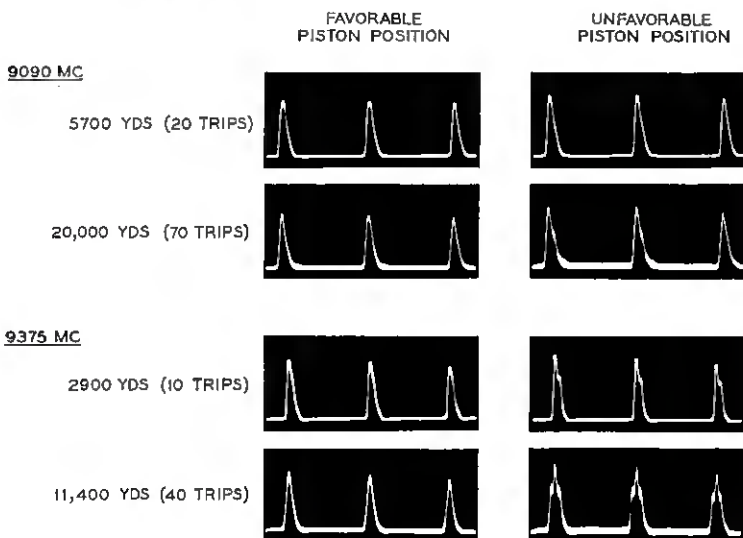 FAVORABLE
PISTON POSITION
UNFAVORABLE
PISTON POSITION
9090 MC
5700 YDS (20 TRIPS)
20,000 YDS (70 TRIPS)
9375 MC
2900 YDS (10 TRIPS)
11,400 YDS (40 TRIPS)